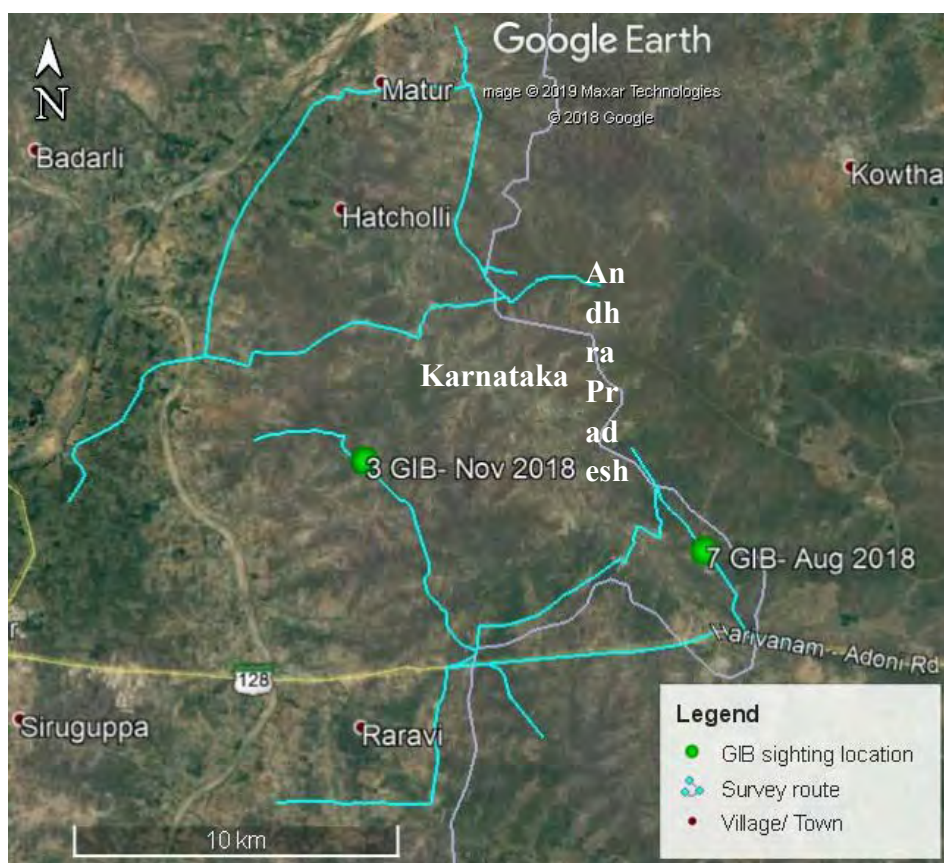 Google Earth
mage © 2019 Maxar Technologies
© 2018 Google
N
Matur
Badarli
Kowtha
Hatcholli
An
dh
ra
Pr
ad
esh
Karnataka
3 GIB- Nov 2018
7 GIB- Aug 2018
r.
Harivanam - Adoni Rd
128
Siruguppa
Raravi
Legend
GIB sighting location
Survey route
Village/ Town
10 km